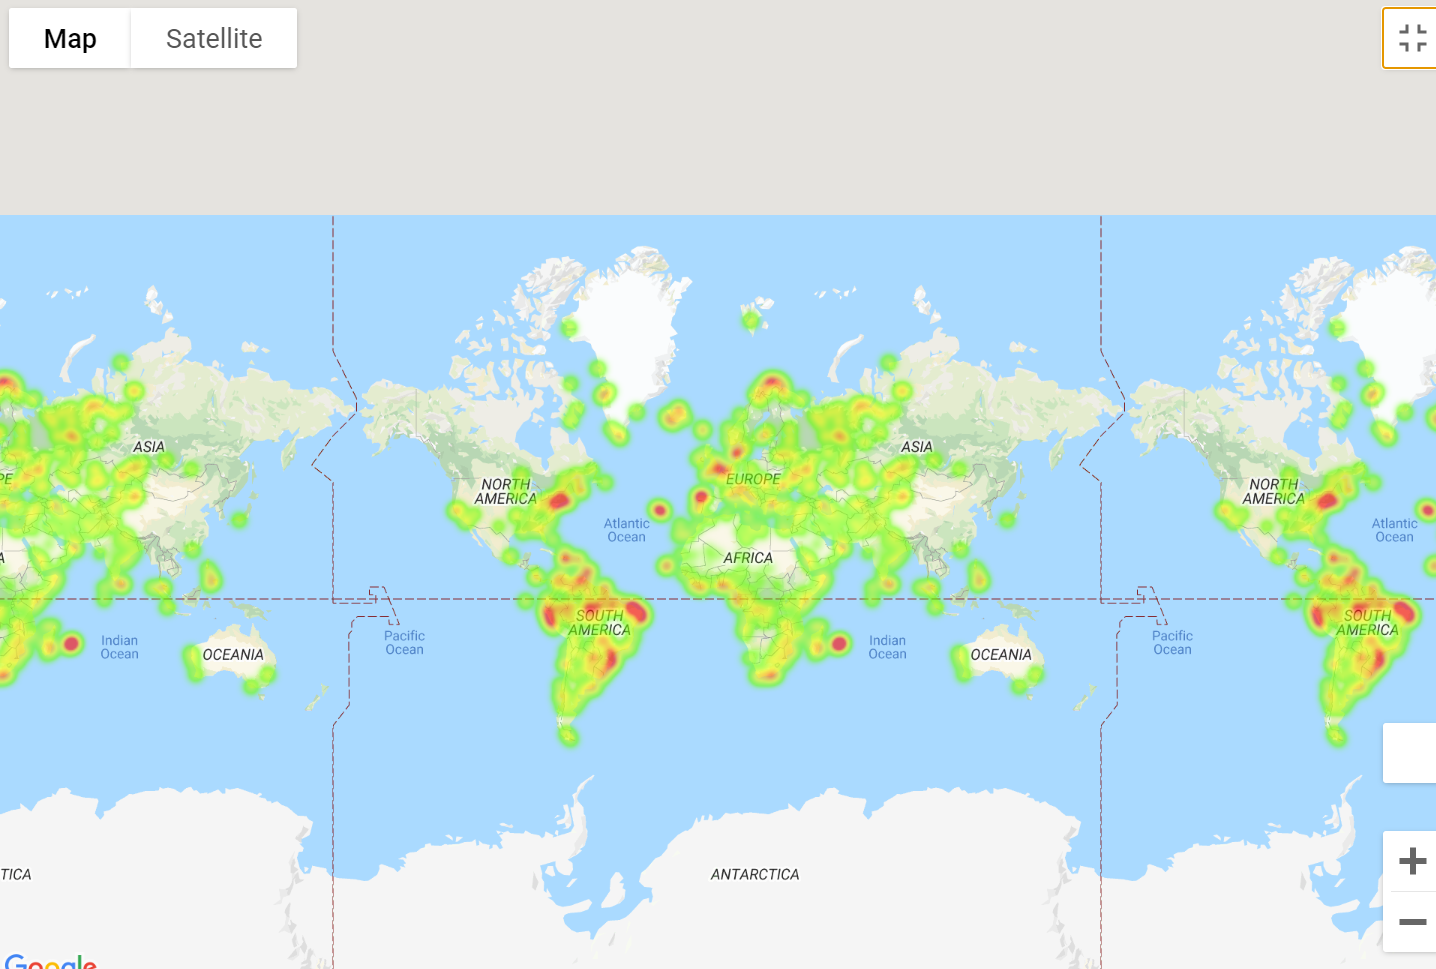 Map
Satellite
ASIA
ASIA
NORTH
AMERICA
EUROPE
NORTH
AMERICA
PE
Atlantic
Ocean
Atlantic
Ocean
A
AFRICA
SOUTH
AMERICA
SOUTH
AMERICA
Indian
Ocean
Pacific
Ocean
Indian
Ocean
Pacific
Ocean
OCEANIA
OCEANIA
TICA
ANTARCTICA
Google